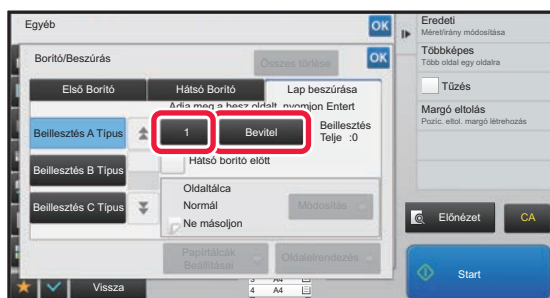 Egyéb
OK
Borító/Beszúrás
Összes törlése
OK
Első Borító
Hátsó Borító
Lap beszúrása
Adja meg a besz oldalt, nyomjon Entert
Beillesztés A Típus
1
Bevitel
Beillesztés
Telje :0
Hátsó borító előtt
Beillesztés B Típus
Oldaltálca
Normál
Ne másoljon
Módosítás
Beillesztés C Típus
Papírtálcák
Beállításai
Oldalelrendezés
Vissza
3 A4
4 A4
Eredeti
Méret/irány módosítása
Többképes
Több oldal egy oldalra
Tűzés
Margó eltolás
Pozíc. eltol. margó létrehozás
Előnézet
CA
Start